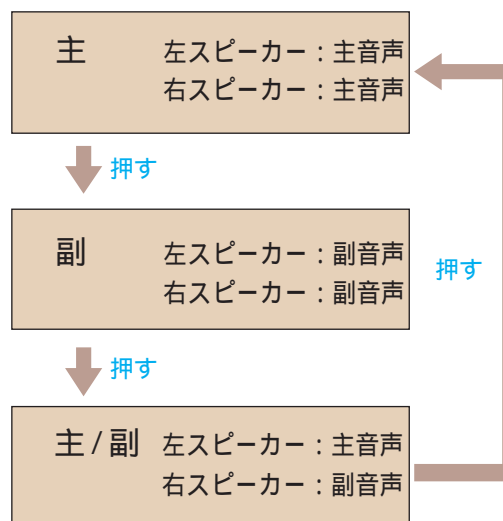 主 左スピーカー：主音声
右スピーカー：主音声
押す
副 左スピーカー：副音声
右スピーカー：副音声
押す
押す
主/副 左スピーカー：主音声
右スピーカー：副音声